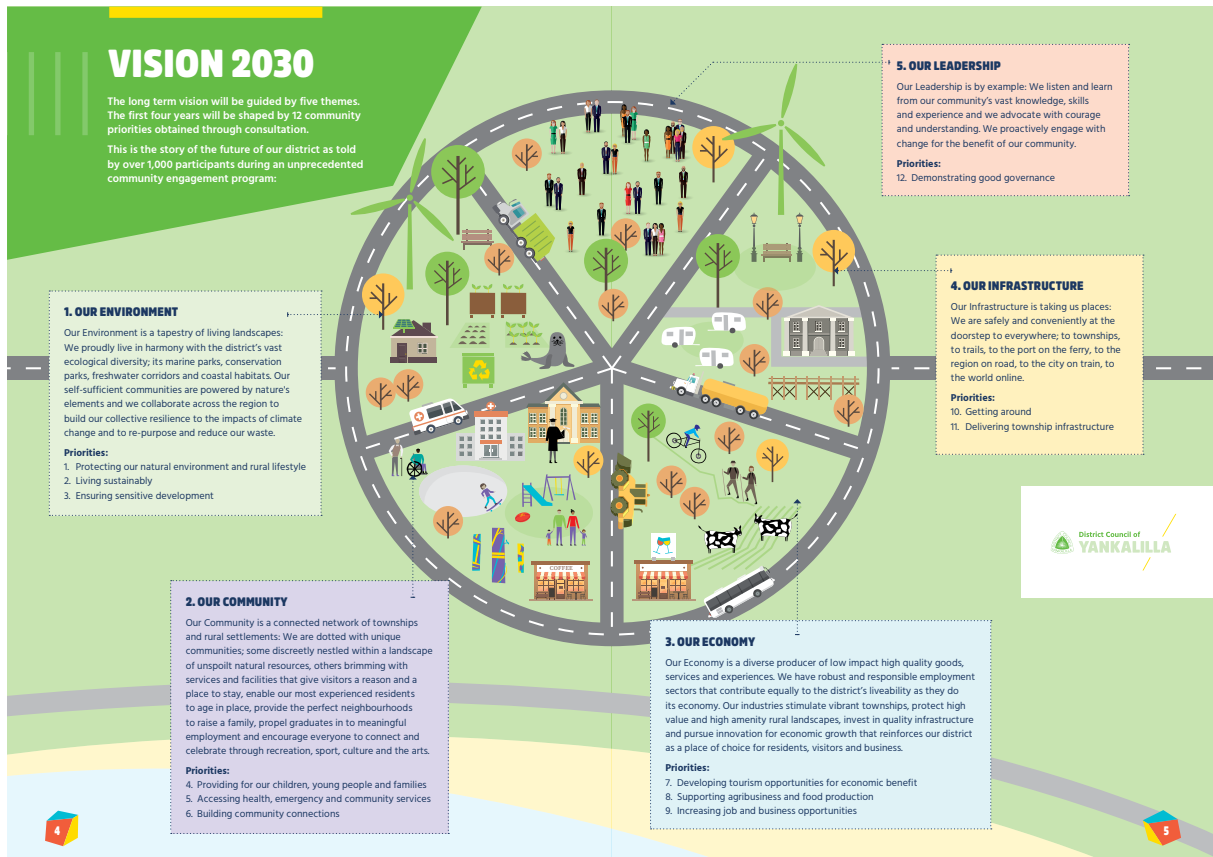 VISION 2030
The long term vision will be guided by five themes.
The first four years will be shaped by 12 community
priorities obtained through consultation.
This is the story of the future of our district as told
by over 1,000 participants during an unprecedented
community engagement program:
5. OUR LEADERSHIP
Our Leadership is by example: We listen and learn
from our community's vast knowledge, skills
and experience and we advocate with courage
and understanding. We proactively engage with
change for the benefit of our community.
Priorities:
12. Demonstrating good governance
4. OUR INFRASTRUCTURE
Our Infrastructure is taking us places:
We are safely and conveniently at the
doorstep to everywhere; to townships,
to trails, to the port on the ferry, to the
region on road, to the city on train, to
the world online.
Priorities:
10. Getting around
11. Delivering township infrastructure
1. OUR ENVIRONMENT
Our Environment is a tapestry of living landscapes:
We proudly live in harmony with the district's vast
ecological diversity; its marine parks, conservation
parks, freshwater corridors and coastal habitats. Our
self-sufficient communities are powered by nature's
elements and we collaborate across the region to
build our collective resilience to the impacts of climate
change and to re-purpose and reduce our waste.
Priorities:
1. Protecting our natural environment and rural lifestyle
2. Living sustainably
3. Ensuring sensitive development
COFFEE
District Council of
YANKALILLA
2. OUR COMMUNITY
Our Community is a connected network of townships
and rural settlements: We are dotted with unique
communities; some discreetly nestled within a landscape
of unspoilt natural resources, others brimming with
services and facilities that give visitors a reason and a
place to stay, enable our most experienced residents
to age in place, provide the perfect neighbourhoods
to raise a family, propel graduates in to meaningful
employment and encourage everyone to connect and
celebrate through recreation, sport, culture and the arts.
Priorities:
4. Providing for our children, young people and families
5. Accessing health, emergency and community services
6. Building community connections
3. OUR ECONOMY
Our Economy is a diverse producer of low impact high quality goods,
services and experiences. We have robust and responsible employment
sectors that contribute equally to the district's liveability as they do
its economy. Our industries stimulate vibrant townships, protect high
value and high amenity rural landscapes, invest in quality infrastructure
and pursue innovation for economic growth that reinforces our district
as a place of choice for residents, visitors and business.
Priorities:
7. Developing tourism opportunities for economic benefit
8. Supporting agribusiness and food production
9. Increasing job and business opportunities
4
5